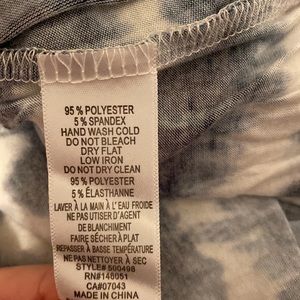 95 % POLYESTER
5 % SPANDEX
HAND WASH COLD
DO NOT BLEACH
DRY FLAT
LOW IRON
DO NOT DRY CLEAN
95 % POLYESTER
5 % ÉLASTHANNE
LAVER À LA MAIN À L'EAU FROIDE
NE PAS UTISER D'AGENT
DE BLANCHIMENT
FAIRE SÉCHER À PLAT
REPASSER À BASSE TEMPÉRATURE
NE PAS NETTOYER À SEC
STYLE# 500498
RN#146051
CA#07043
MADE IN CHINA